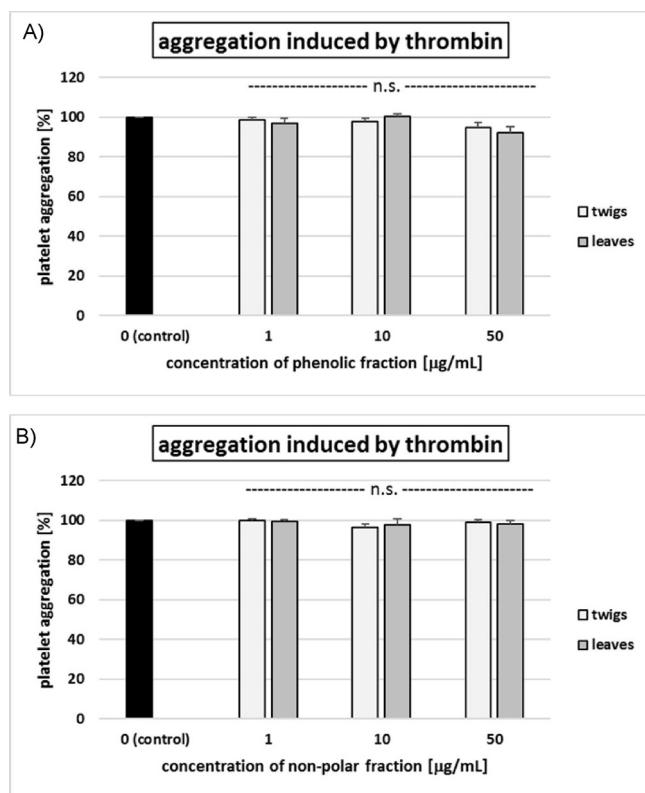 A)
aggregation induced by thrombin
120
100
80
60
40
20
0
platelet aggregation [%]
n.s.
twigs
leaves
0 (control) 1 10 50
concentration of phenolic fraction [µg/mL]
B)
aggregation induced by thrombin
120
100
80
60
40
20
0
platelet aggregation [%]
n.s.
twigs
leaves
0 (control) 1 10 50
concentration of non-polar fraction [µg/mL]